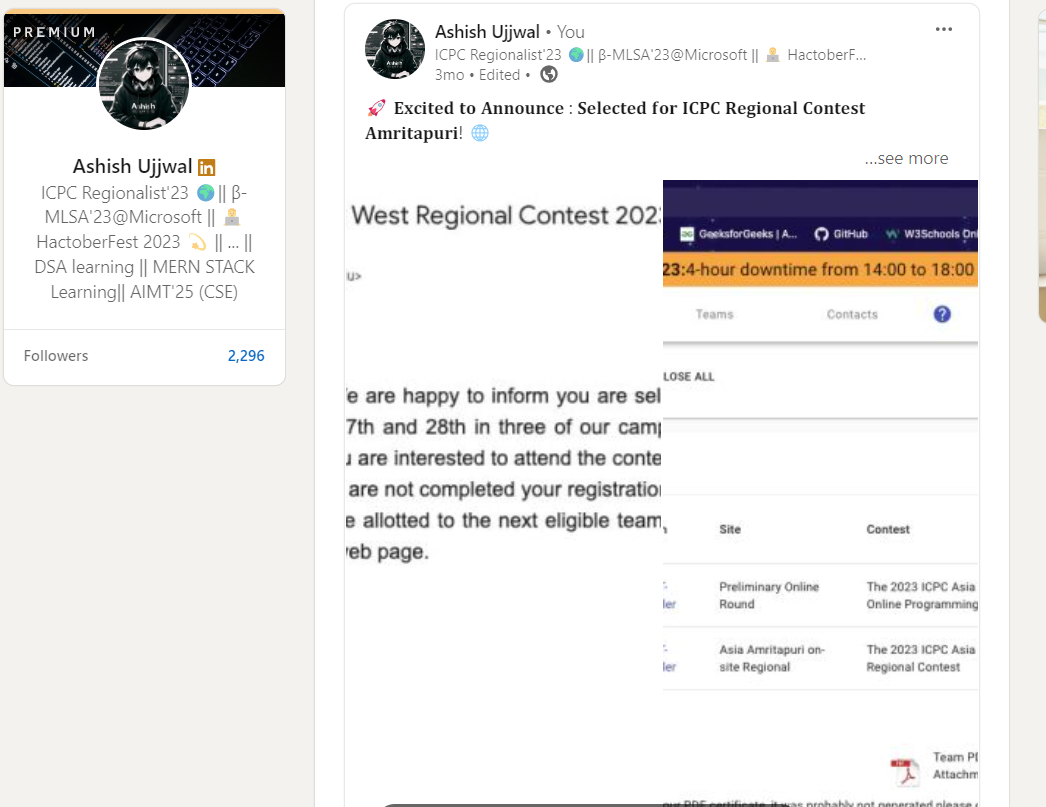 PREMIUM
Ashish
Ashish Ujjwal in
ICPC Regionalist'23 🌍 || β-
MLSA'23@Microsoft || 👨‍💻
HactoberFest 2023 💫 || ... ||
DSA learning || MERN STACK
Learning|| AIMT'25 (CSE)
Followers 2,296
Ashish Ujjwal • You
ICPC Regionalist'23 🌍|| β-MLSA'23@Microsoft || 👨‍💻 HactoberF...
3mo • Edited •
🚀 Excited to Announce : Selected for ICPC Regional Contest
Amritapuri! 🌐
...see more
West Regional Contest 202
u>
e are happy to inform you are sel
7th and 28th in three of our camp
u are interested to attend the conte
are not completed your registration
e allotted to the next eligible team
eb page.
GeeksforGeeks | A... GitHub W3Schools Onl
23:4-hour downtime from 14:00 to 18:00
Teams Contacts ?
LOSE ALL
Site Contest
Preliminary Online The 2023 ICPC Asia
ler Round Online Programming
Asia Amritapuri on- The 2023 ICPC Asia
ler site Regional Regional Contest
Team
Attachm
our PDF certificate, it was probably not generated please